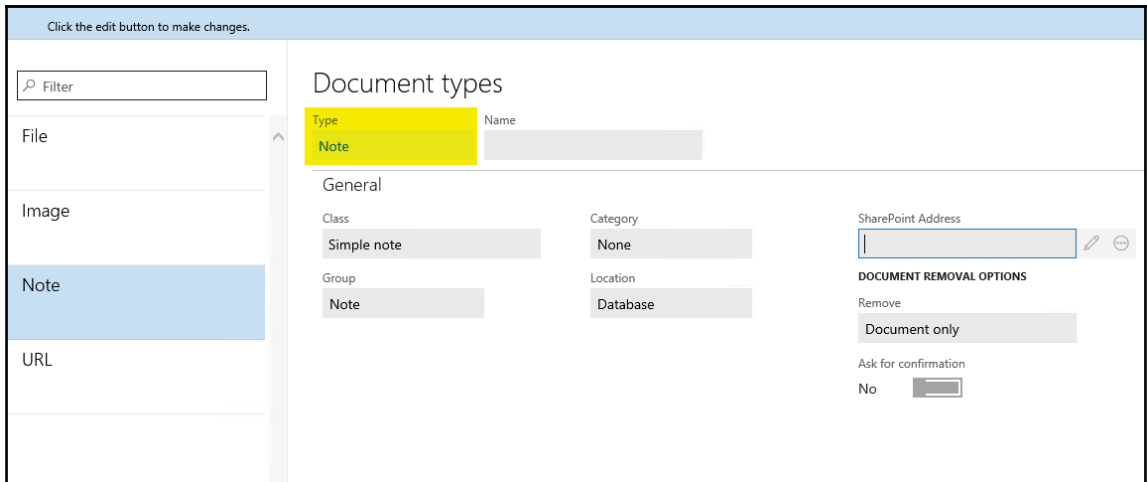 Click the edit button to make changes.
Filter
File
Image
Note
URL
Document types
Type Name
Note
General
Class Category SharePoint Address
Simple note None
Group Location DOCUMENT REMOVAL OPTIONS
Note Database Remove
Document only
Ask for confirmation
No